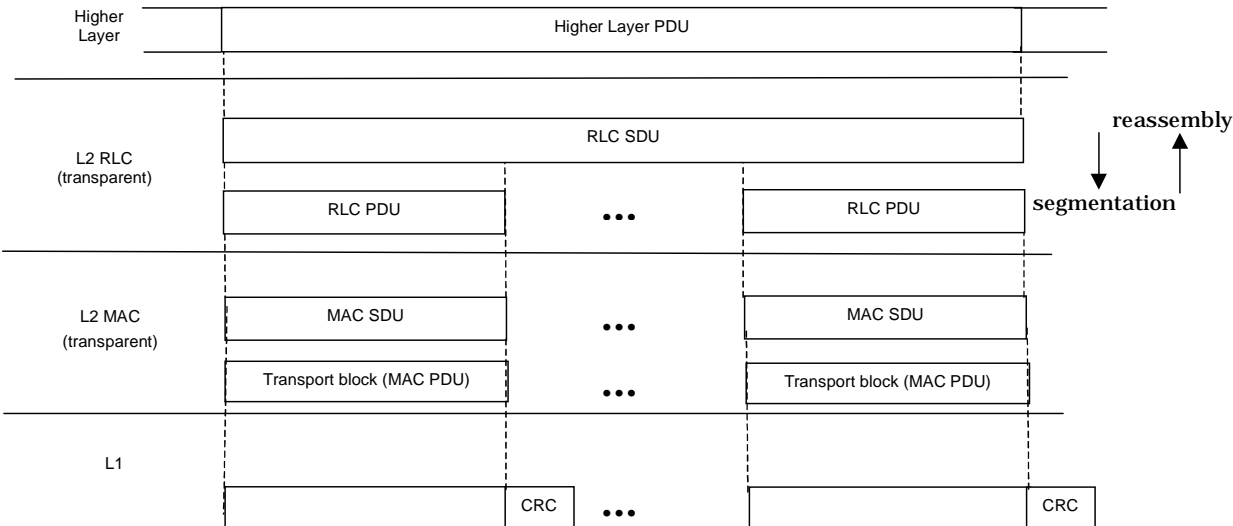 Higher
Layer
Higher Layer PDU
RLC SDU
reassembly
L2 RLC
(transparent)
RLC PDU
•••
RLC PDU
segmentation
L2 MAC
(transparent)
MAC SDU
•••
MAC SDU
Transport block (MAC PDU)
•••
Transport block (MAC PDU)
L1
CRC
•••
CRC